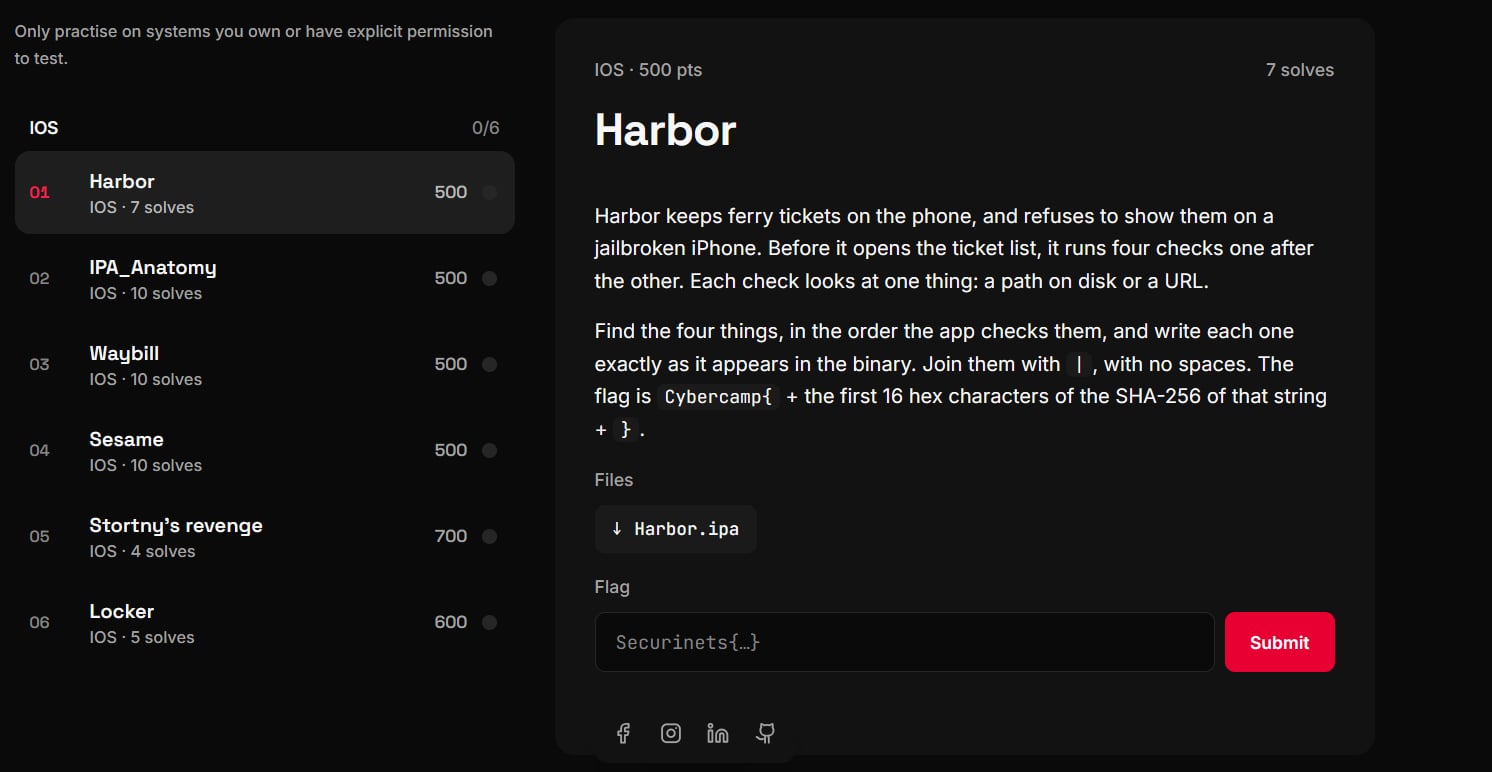 Only practise on systems you own or have explicit permission
to test.
IOS 0/6
01 Harbor 500
IOS · 7 solves
02 IPA_Anatomy 500
IOS · 10 solves
03 Waybill 500
IOS · 10 solves
04 Sesame 500
IOS · 10 solves
05 Stortny’s revenge 700
IOS · 4 solves
06 Locker 600
IOS · 5 solves
IOS · 500 pts 7 solves
Harbor
Harbor keeps ferry tickets on the phone, and refuses to show them on a
jailbroken iPhone. Before it opens the ticket list, it runs four checks one after
the other. Each check looks at one thing: a path on disk or a URL.
Find the four things, in the order the app checks them, and write each one
exactly as it appears in the binary. Join them with | , with no spaces. The
flag is Cybercamp{ + the first 16 hex characters of the SHA-256 of that string
+ } .
Files
↓ Harbor.ipa
Flag
Securinets{…}
Submit